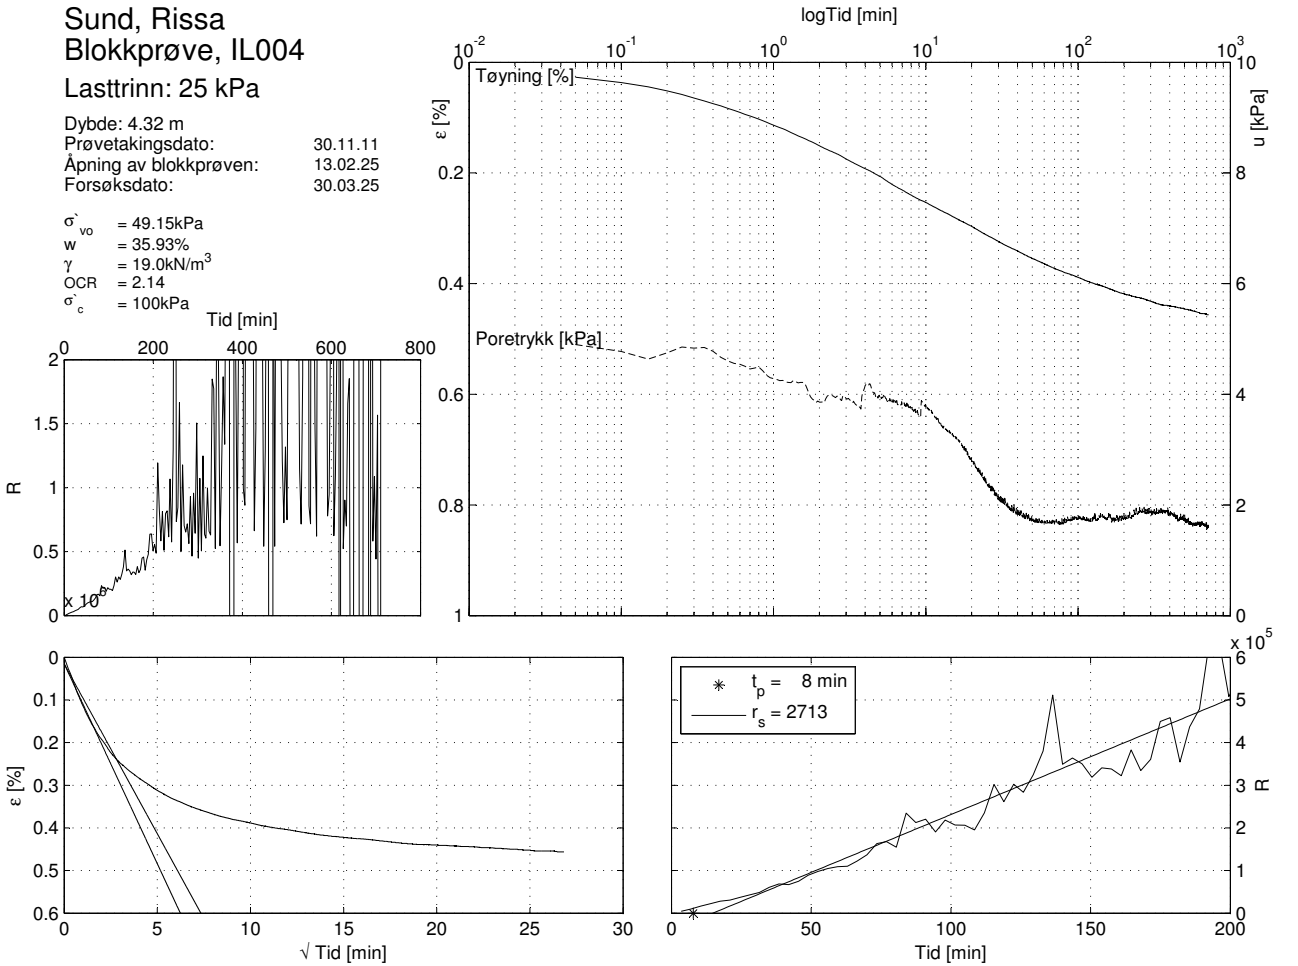 Sund, Rissa
Blokkprøve, IL004
Lasttrinn: 25 kPa
Dybde: 4.32 m
Prøvetakingsdato: 30.11.11
Åpning av blokkprøven: 13.02.25
Forsøksdato: 30.03.25
σ`vo = 49.15kPa
w = 35.93%
γ = 19.0kN/m³
OCR = 2.14
σ`c = 100kPa
logTid [min]
10⁻² 10⁻¹ 10⁰ 10¹ 10² 10³
Tøyning [%]
Poretrykk [kPa]
ε [%]
0
0.2
0.4
0.6
0.8
1
u [kPa]
10
8
6
4
2
0
Tid [min]
0 200 400 600 800
R
2
1.5
1
0.5
0
ε [%]
0
0.1
0.2
0.3
0.4
0.5
0.6
0 5 10 15 20 25 30
√ Tid [min]
x 10⁵
tp = 8 min
rs = 2713
6
5
4
3
2
1
0
R
0 50 100 150 200
Tid [min]